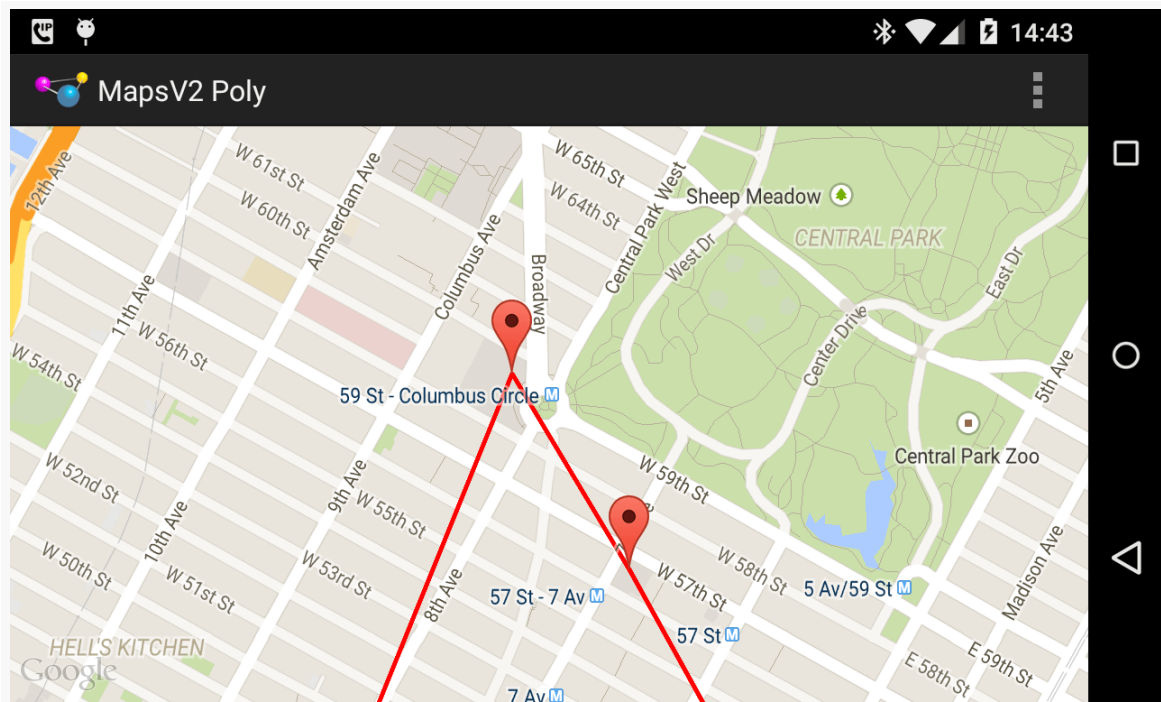 14:43
MapsV2 Poly
W 65th St
W 61st St
12th Ave
Amsterdam Ave
W 64th St
Central Park West
Sheep Meadow
W 60th St
Columbus Ave
Broadway
West Dr
CENTRAL PARK
East Dr
11th Ave
W 56th St
Center Drive
W 54th St
5th Ave
59 St - Columbus Circle M
Central Park Zoo
W 52nd St
9th Ave
W 59th St
W 55th St
10th Ave
W 50th St
W 51st St
W 53rd St
8th Ave
W 57th St
W 58th St
Madison Ave
57 St - 7 Av M
5 Av/59 St M
57 St M
HELL'S KITCHEN
Google
E 58th St
E 59th St
7 Av M